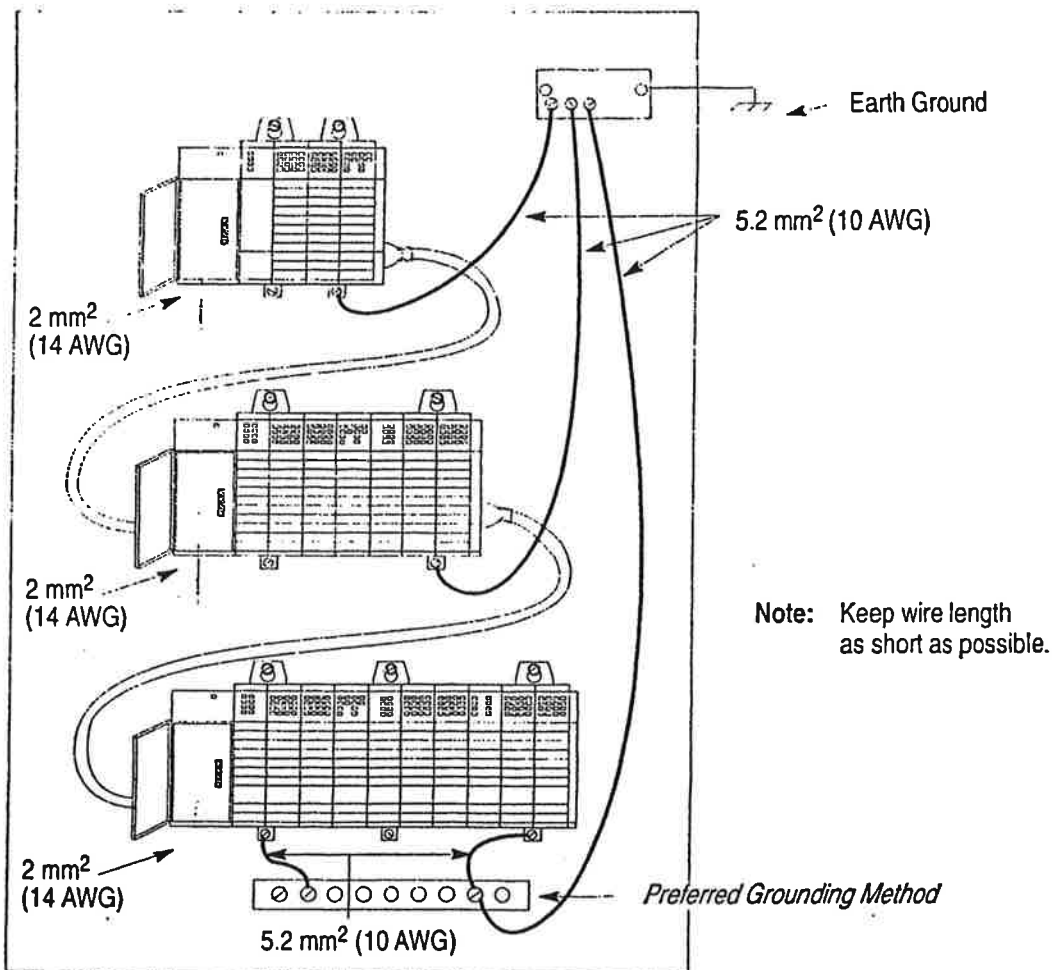 Earth Ground
5.2 mm² (10 AWG)
2 mm²
(14 AWG)
2 mm²
(14 AWG)
Note: Keep wire length
as short as possible.
2 mm²
(14 AWG)
Preferred Grounding Method
5.2 mm² (10 AWG)